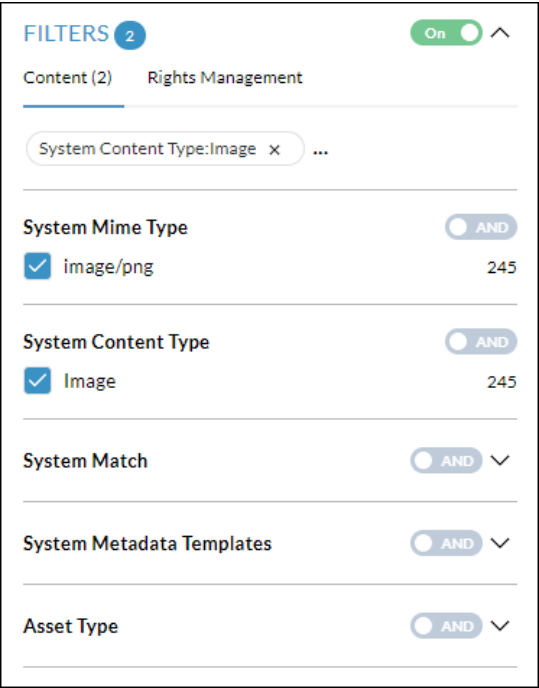 FILTERS 2 On
Content (2) Rights Management
System Content Type:Image x ...
System Mime Type AND
image/png 245
System Content Type AND
Image 245
System Match AND
System Metadata Templates AND
Asset Type AND